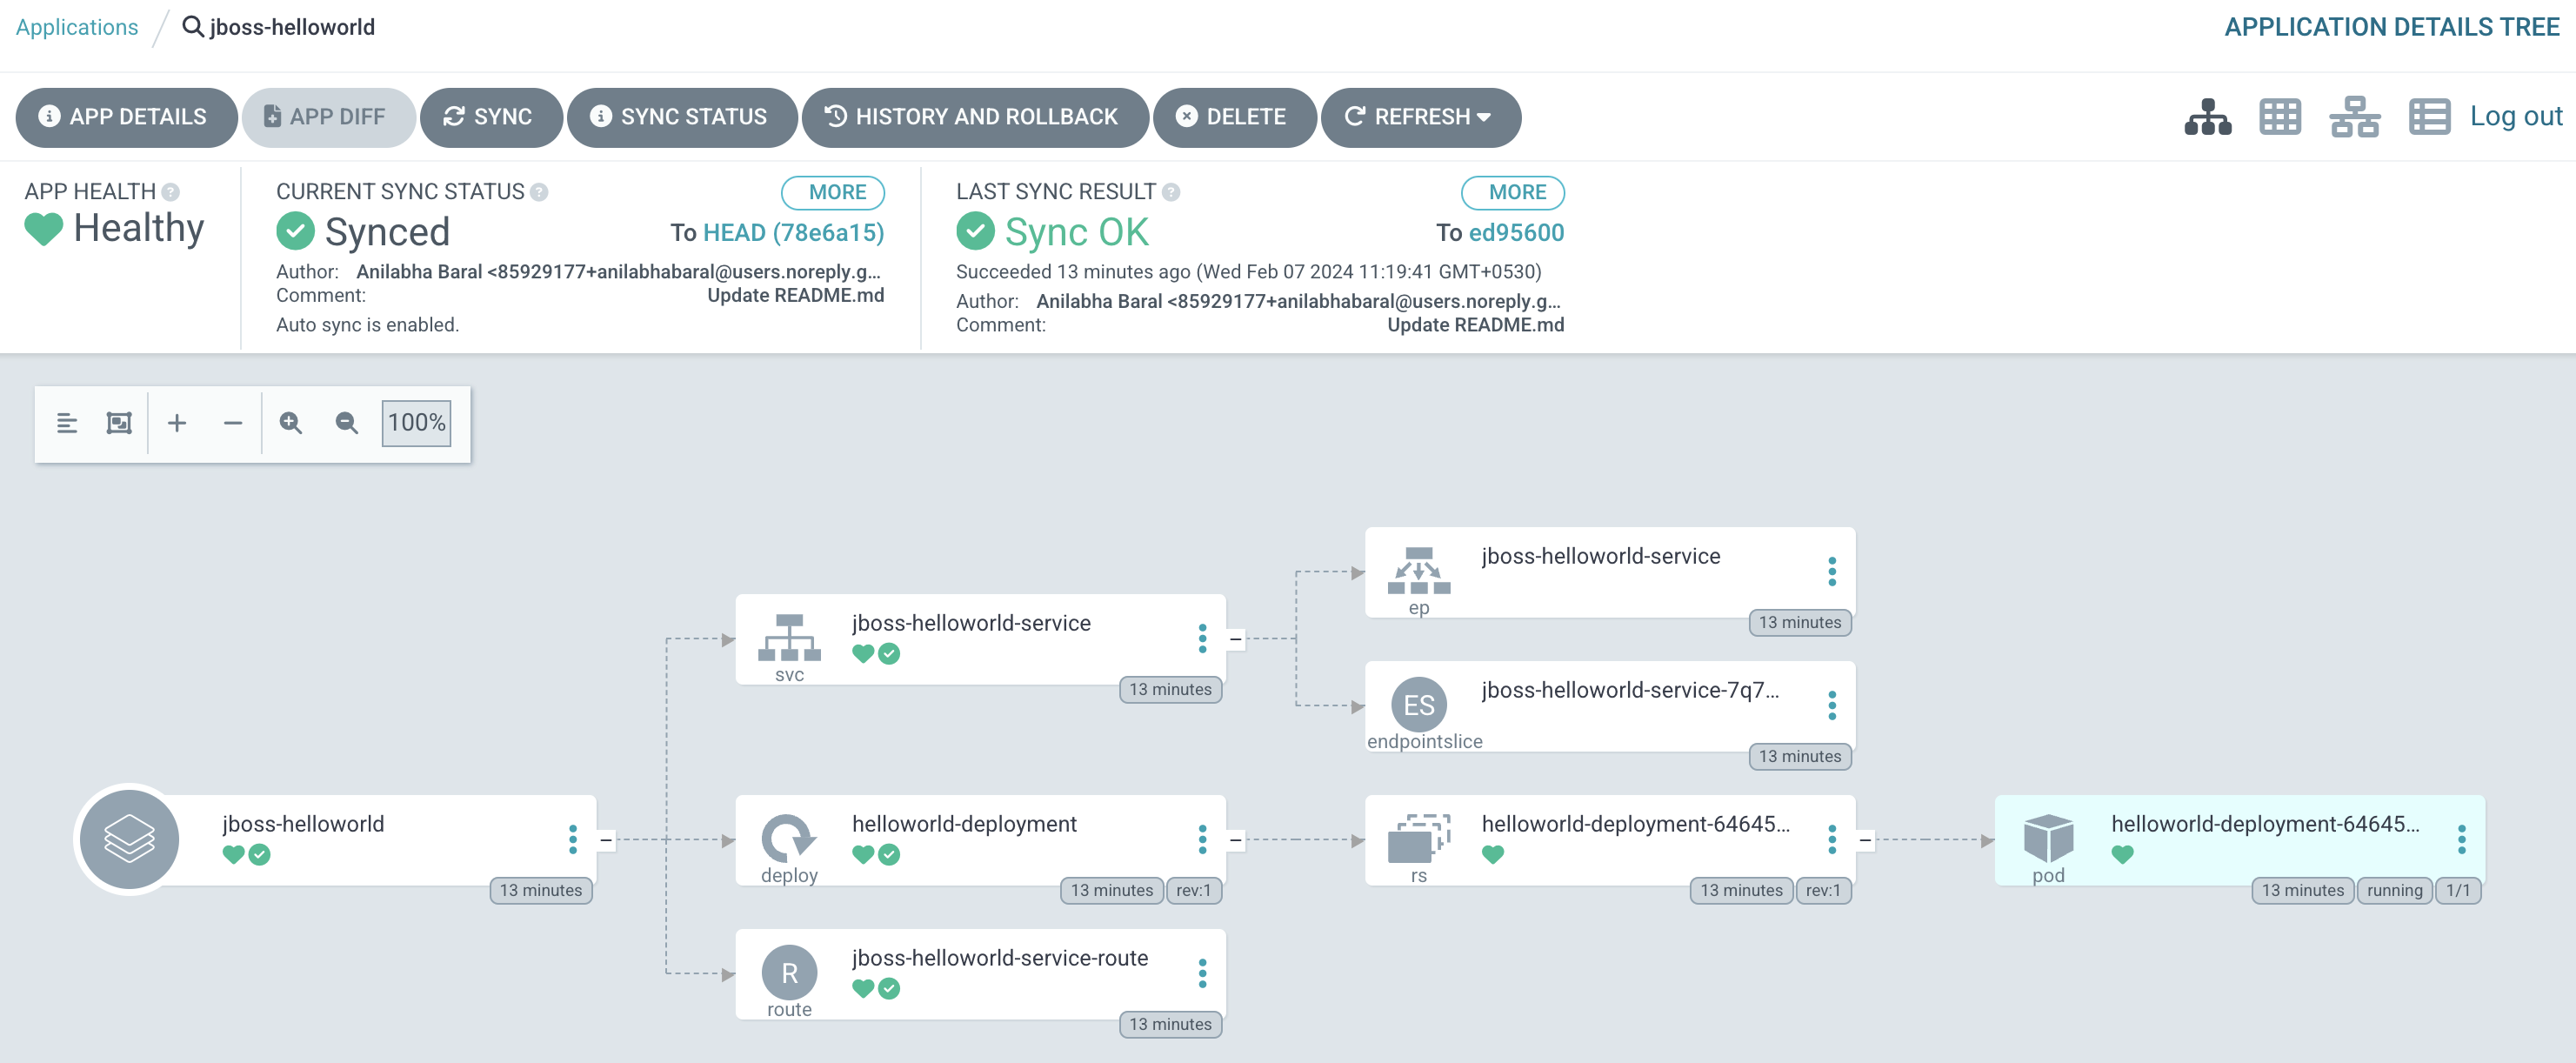 Applications / jboss-helloworld
APPLICATION DETAILS TREE
APP DETAILS
APP DIFF
SYNC
SYNC STATUS
HISTORY AND ROLLBACK
DELETE
REFRESH
Log out
APP HEALTH ?
Healthy
CURRENT SYNC STATUS ?
MORE
Synced
To HEAD (78e6a15)
Author: Anilabha Baral <85929177+anilabhabaral@users.noreply.g...
Comment: Update README.md
Auto sync is enabled.
LAST SYNC RESULT ?
MORE
Sync OK
To ed95600
Succeeded 13 minutes ago (Wed Feb 07 2024 11:19:41 GMT+0530)
Author: Anilabha Baral <85929177+anilabhabaral@users.noreply.g...
Comment: Update README.md
100%
jboss-helloworld
13 minutes
jboss-helloworld-service
svc
13 minutes
helloworld-deployment
deploy
13 minutes
rev:1
R
jboss-helloworld-service-route
route
13 minutes
jboss-helloworld-service
ep
13 minutes
ES
jboss-helloworld-service-7q7...
endpointslice
13 minutes
helloworld-deployment-64645...
rs
13 minutes
rev:1
helloworld-deployment-64645...
pod
13 minutes
running
1/1